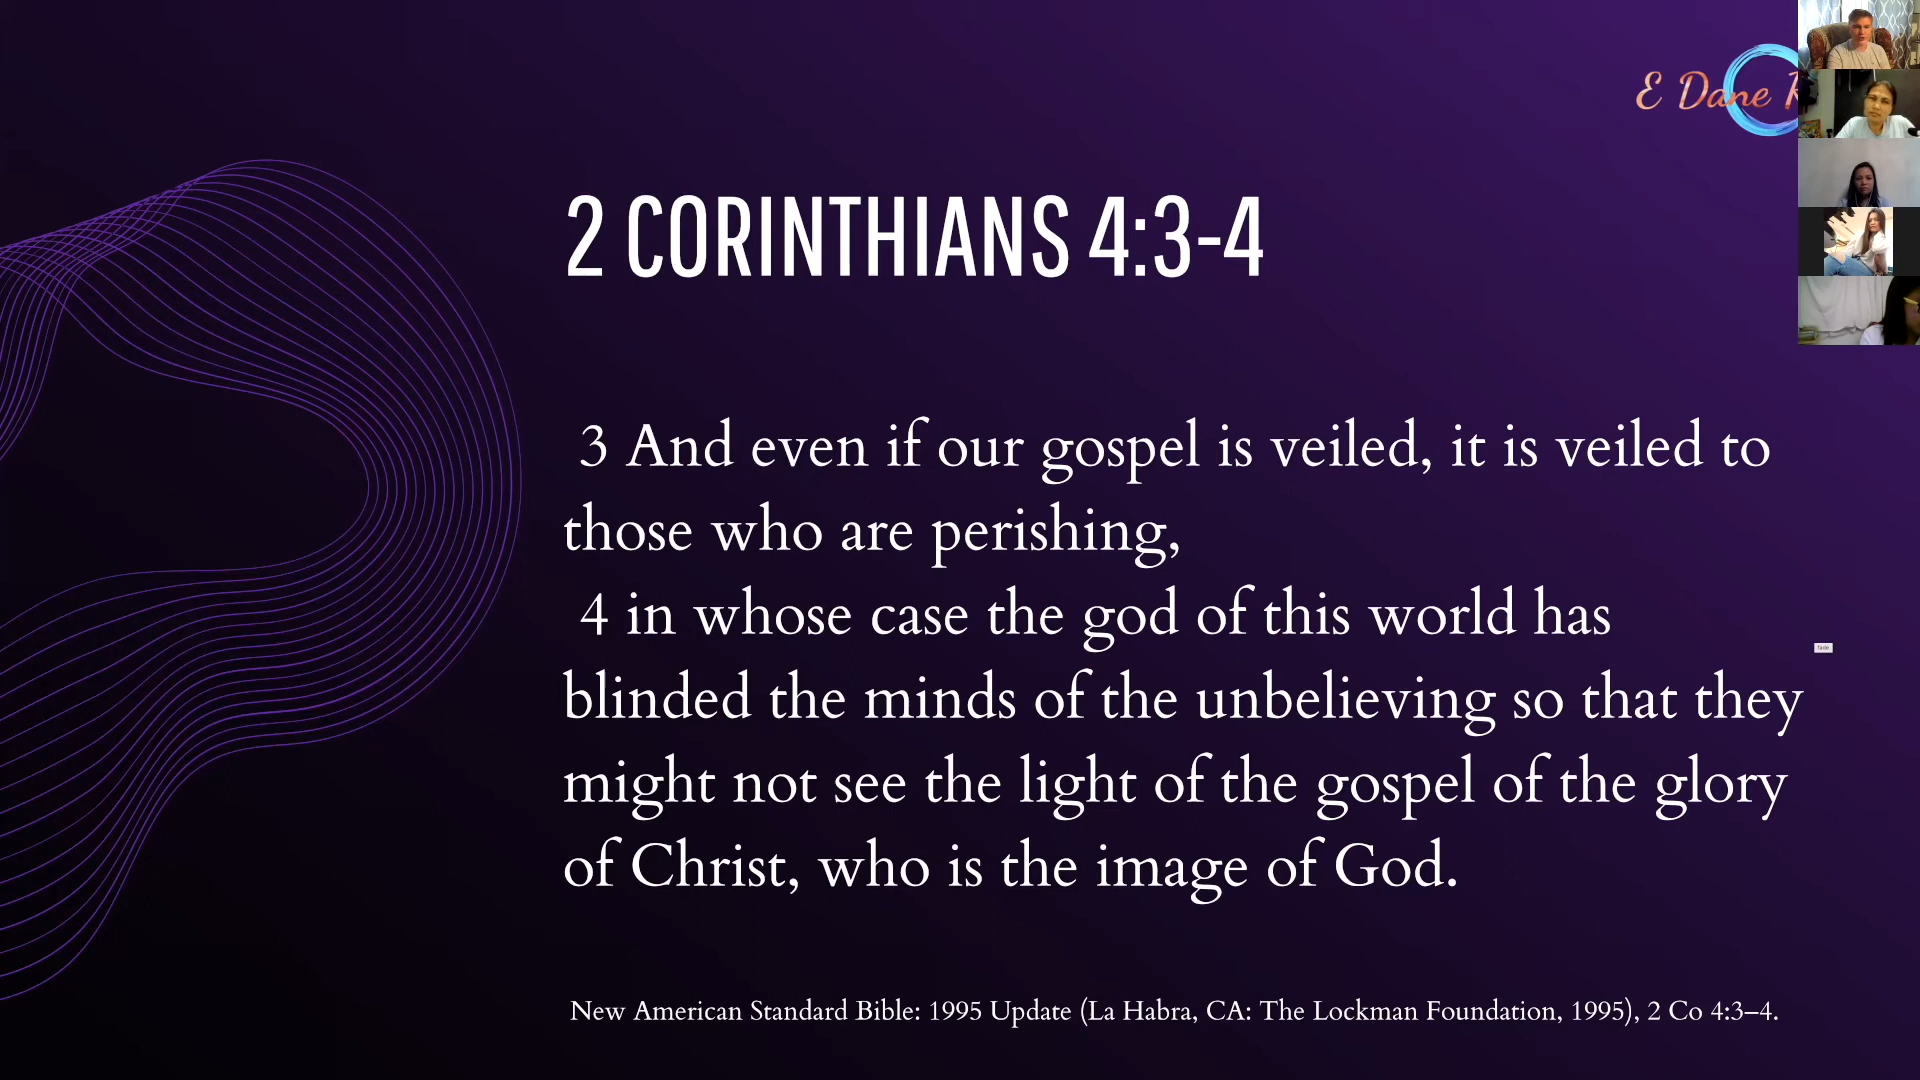 E Dane
2 CORINTHIANS 4:3-4
3 And even if our gospel is veiled, it is veiled to
those who are perishing,
4 in whose case the god of this world has
blinded the minds of the unbelieving so that they
might not see the light of the gospel of the glory
of Christ, who is the image of God.
New American Standard Bible: 1995 Update (La Habra, CA: The Lockman Foundation, 1995), 2 Co 4:3–4.